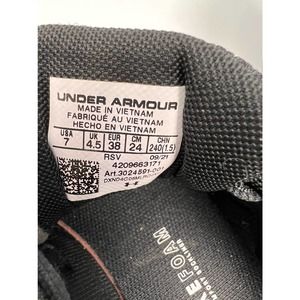 UNDER ARMOUR
MADE IN VIETNAM
FABRIQUÉ AU VIETNAM
HECHO EN VIETNAM
USA UK EUR CM CHN
7 4.5 38 24 240(1.5)
RSV 09/21
4209663171
Art.3024591-001
FOAM